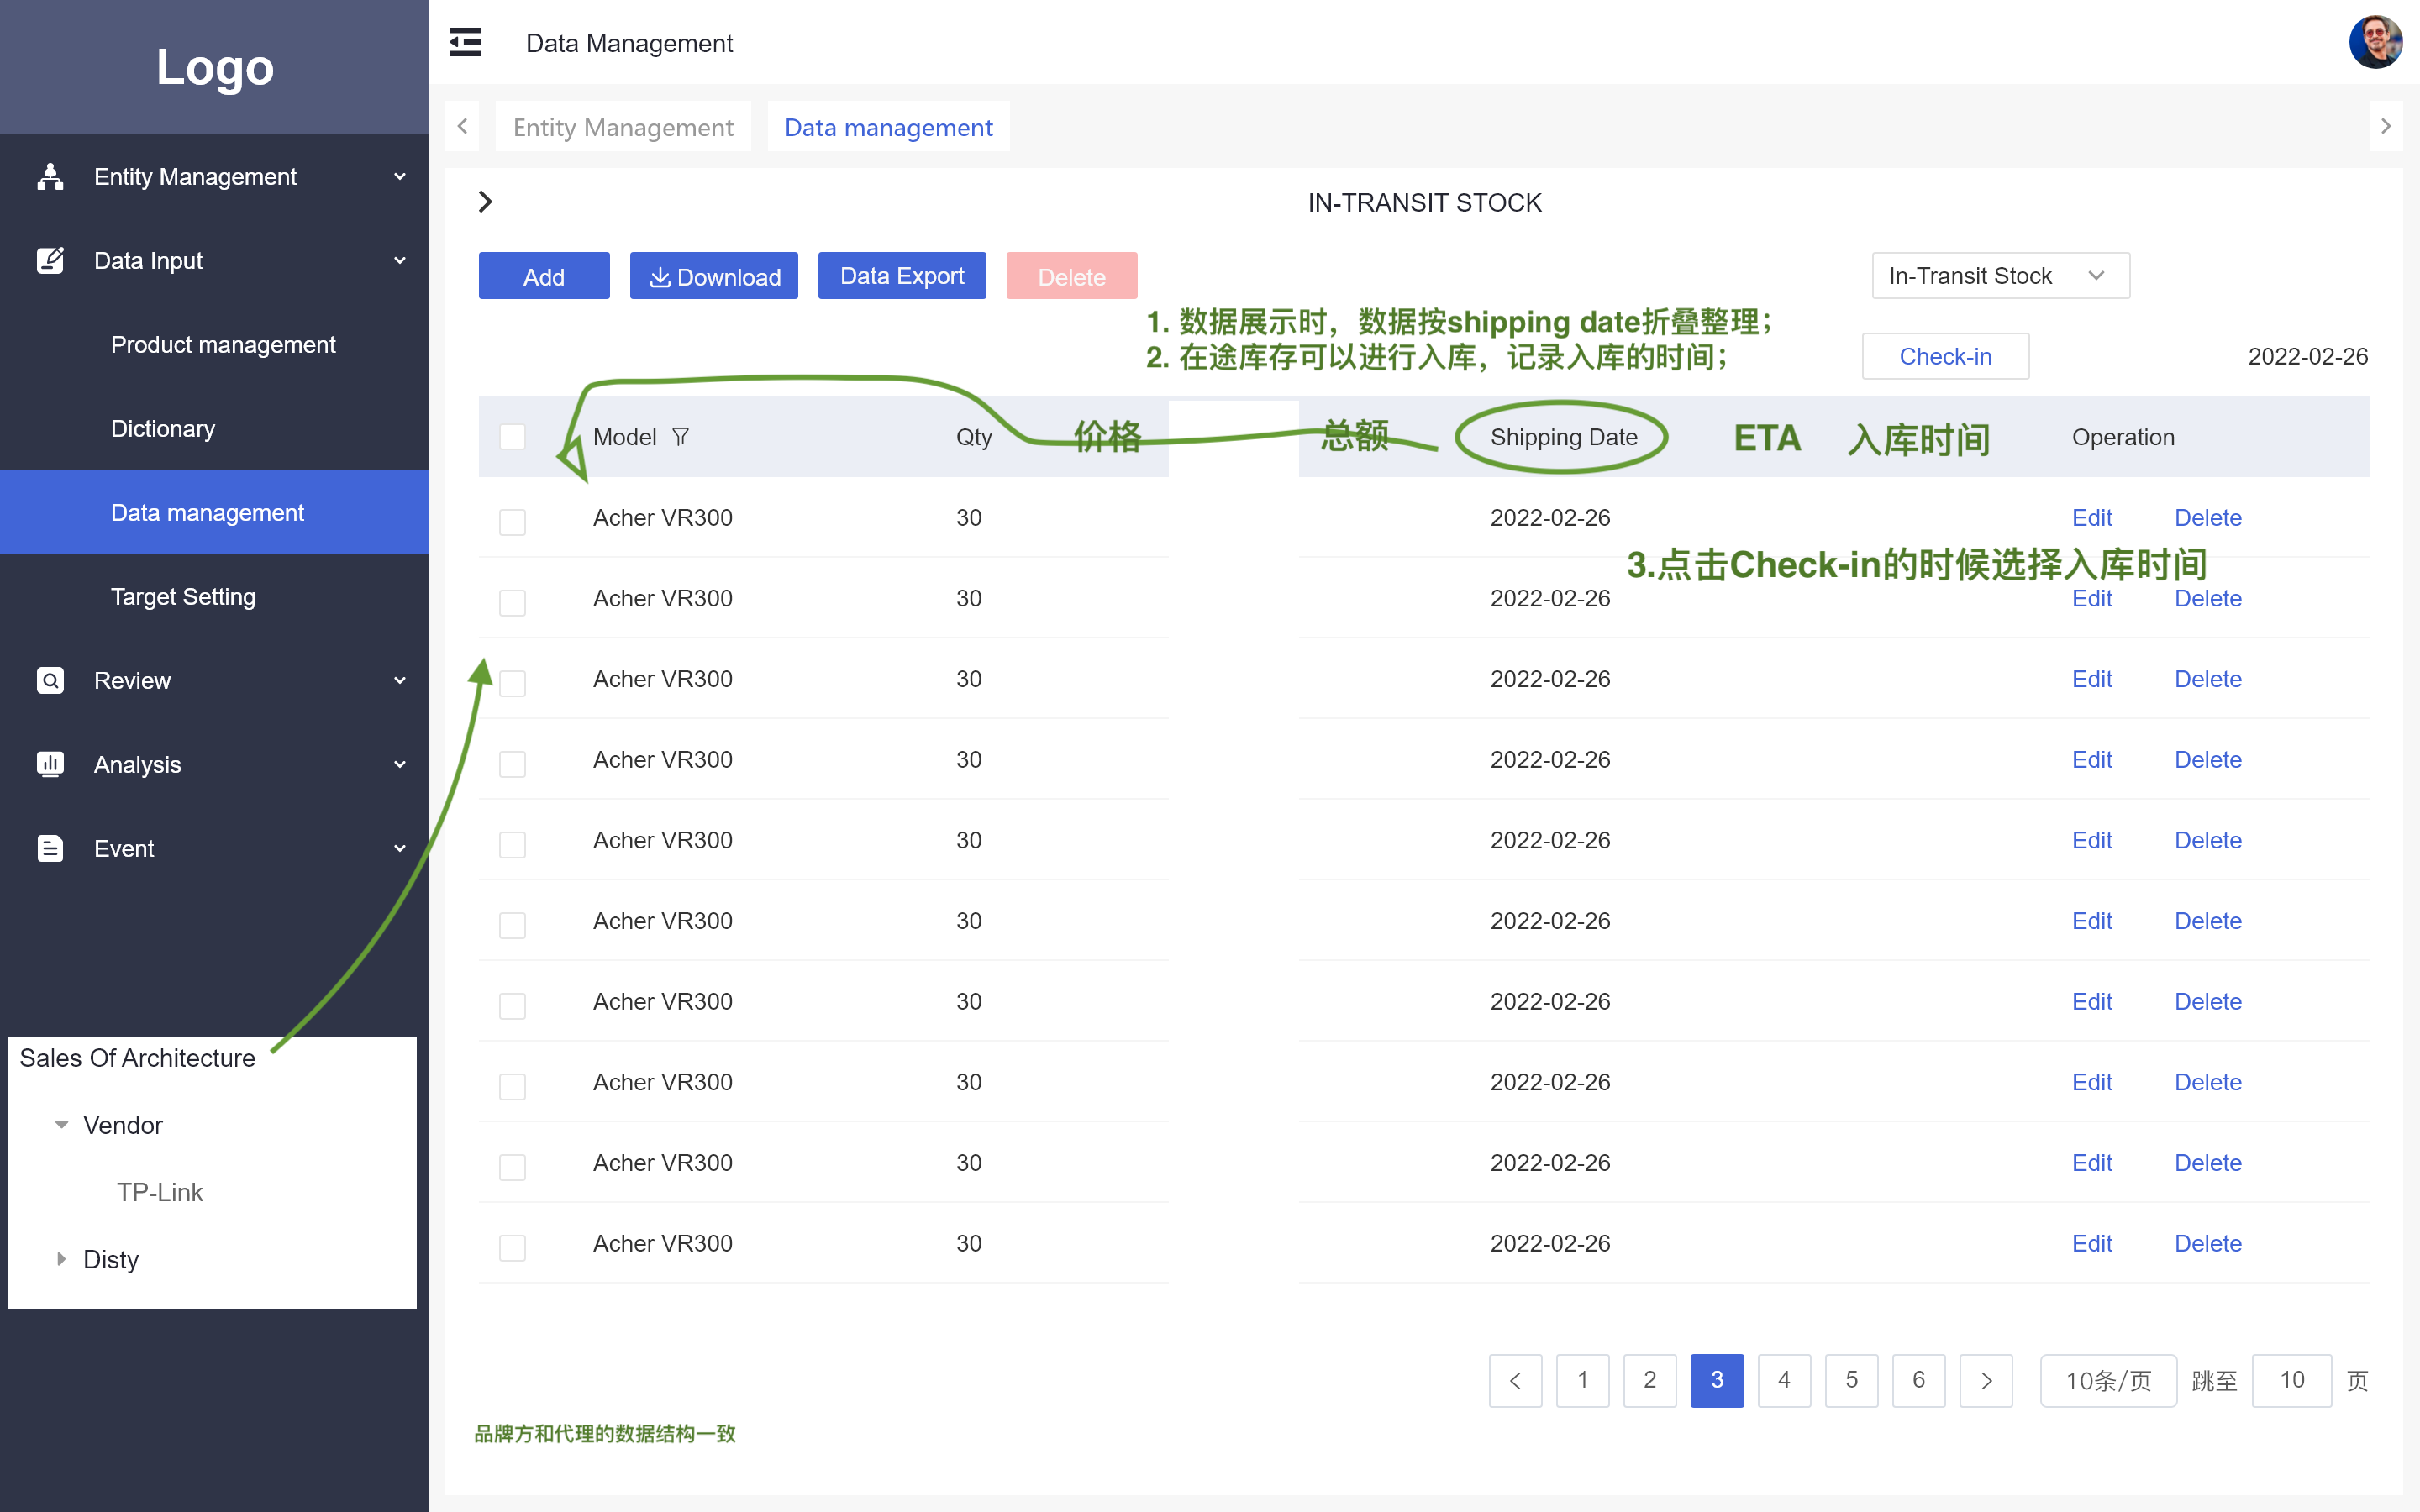 Logo
Data Management
Entity Management
Data Input
Product management
Dictionary
Data management
Target Setting
Review
Analysis
Event
Sales Of Architecture
Vendor
TP-Link
Disty
Entity Management Data management
IN-TRANSIT STOCK
Add Download Data Export Delete In-Transit Stock
1. 数据展示时，数据按shipping date折叠整理；
2. 在途库存可以进行入库，记录入库的时间；
Check-in 2022-02-26
Model Qty 价格 总额 Shipping Date ETA 入库时间 Operation
Acher VR300 30 2022-02-26 Edit Delete
3.点击Check-in的时候选择入库时间
Acher VR300 30 2022-02-26 Edit Delete
Acher VR300 30 2022-02-26 Edit Delete
Acher VR300 30 2022-02-26 Edit Delete
Acher VR300 30 2022-02-26 Edit Delete
Acher VR300 30 2022-02-26 Edit Delete
Acher VR300 30 2022-02-26 Edit Delete
Acher VR300 30 2022-02-26 Edit Delete
Acher VR300 30 2022-02-26 Edit Delete
Acher VR300 30 2022-02-26 Edit Delete
1 2 3 4 5 6 10条/页 跳至 10 页
品牌方和代理的数据结构一致